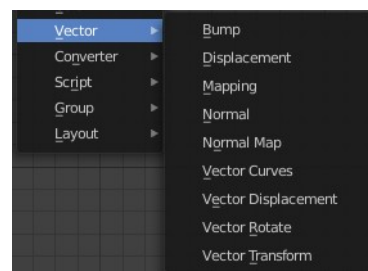 Vector
Converter
Script
Group
Layout
Bump
Displacement
Mapping
Normal
Normal Map
Vector Curves
Vector Displacement
Vector Rotate
Vector Transform